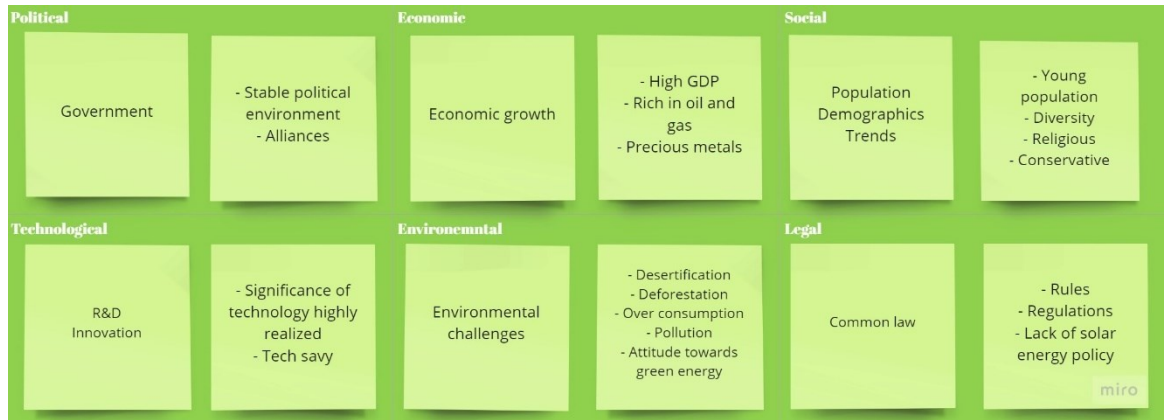 Political
Government
- Stable political
environment
- Alliances
Economic
Economic growth
- High GDP
- Rich in oil and
gas
- Precious metals
Social
Population
Demographics
Trends
- Young
population
- Diversity
- Religious
- Conservative
Technological
R&D
Innovation
- Significance of
technology highly
realized
- Tech savy
Environemntal
Environmental
challenges
- Desertification
- Deforestation
- Over consumption
- Pollution
- Attitude towards
green energy
Legal
Common law
- Rules
- Regulations
- Lack of solar
energy policy
miro